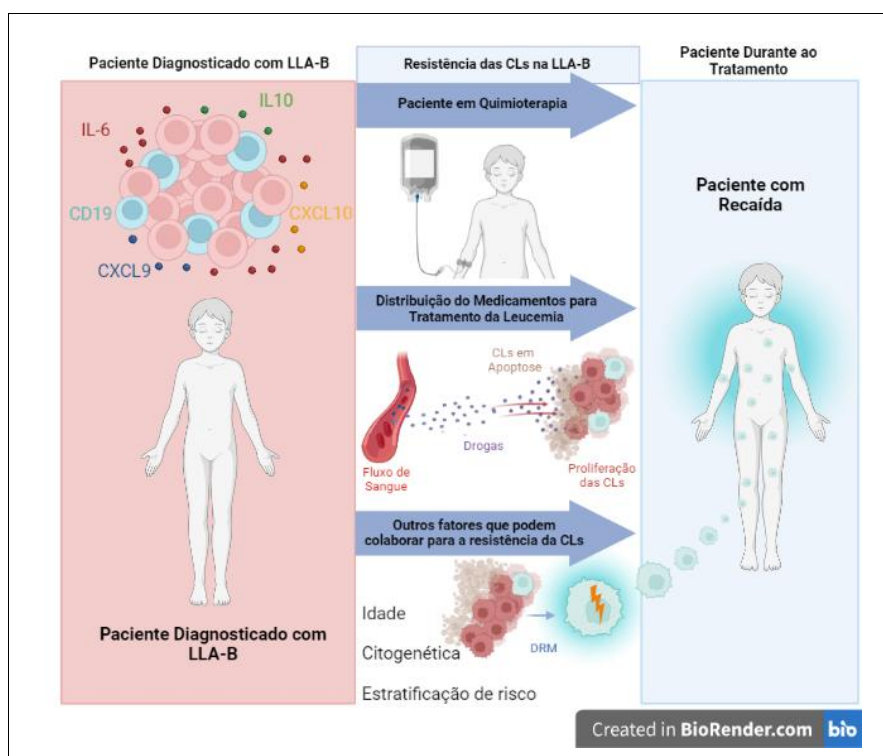 Paciente Diagnosticado com LLA-B
Resistência das CLs na LLA-B
Paciente Durante ao
Tratamento
IL10
IL-6
CD19
CXCL10
CXCL9
Paciente Diagnosticado com
LLA-B
Paciente em Quimioterapia
Distribuição do Medicamentos para
Tratamento da Leucemia
CLs em
Apoptose
Drogas
Fluxo de
Sangue
Proliferação
das CLs
Outros fatores que podem
colaborar para a resistência da CLs
Idade
Citogenética
Estratificação de risco
DRM
Paciente com
Recaída
Created in BioRender.com bio